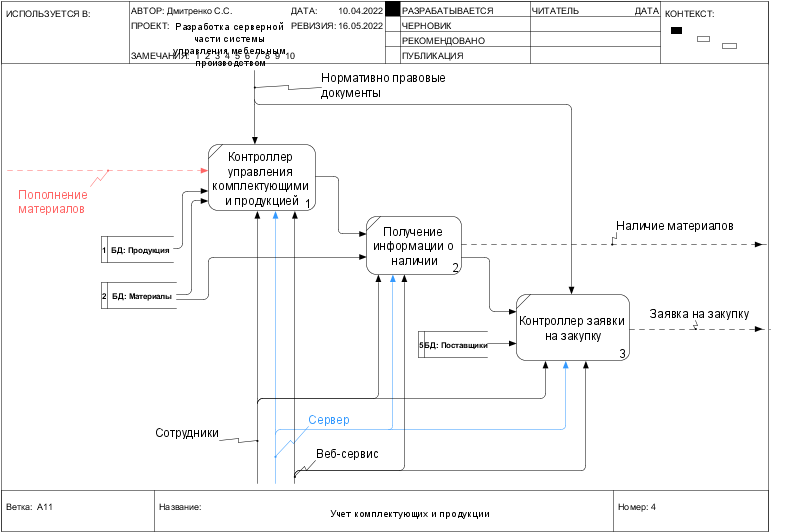 ИСПОЛЬЗУЕТСЯ В:
АВТОР: Дмитренко С.С.
ДАТА: 10.04.2022
РАЗРАБАТЫВАЕТСЯ
ЧИТАТЕЛЬ
ДАТА
КОНТЕКСТ:
ПРОЕКТ: Разработка серверной
части системы
управления мебельным
производством
РЕВИЗИЯ: 16.05.2022
ЧЕРНОВИК
РЕКОМЕНДОВАНО
ЗАМЕЧАНИЯ: 1 2 3 4 5 6 7 8 9 10
ПУБЛИКАЦИЯ
Нормативно правовые
документы
Контроллер
управления
комплектующими
и продукцией
1
Пополнение
материалов
Получение
информации о
наличии
2
Наличие материалов
1 БД: Продукция
2 БД: Материалы
Контроллер заявки
на закупку
3
Заявка на закупку
5 БД: Поставщики
Сотрудники
Сервер
Веб-сервис
Ветка: A11
Название:
Учет комплектующих и продукции
Номер: 4